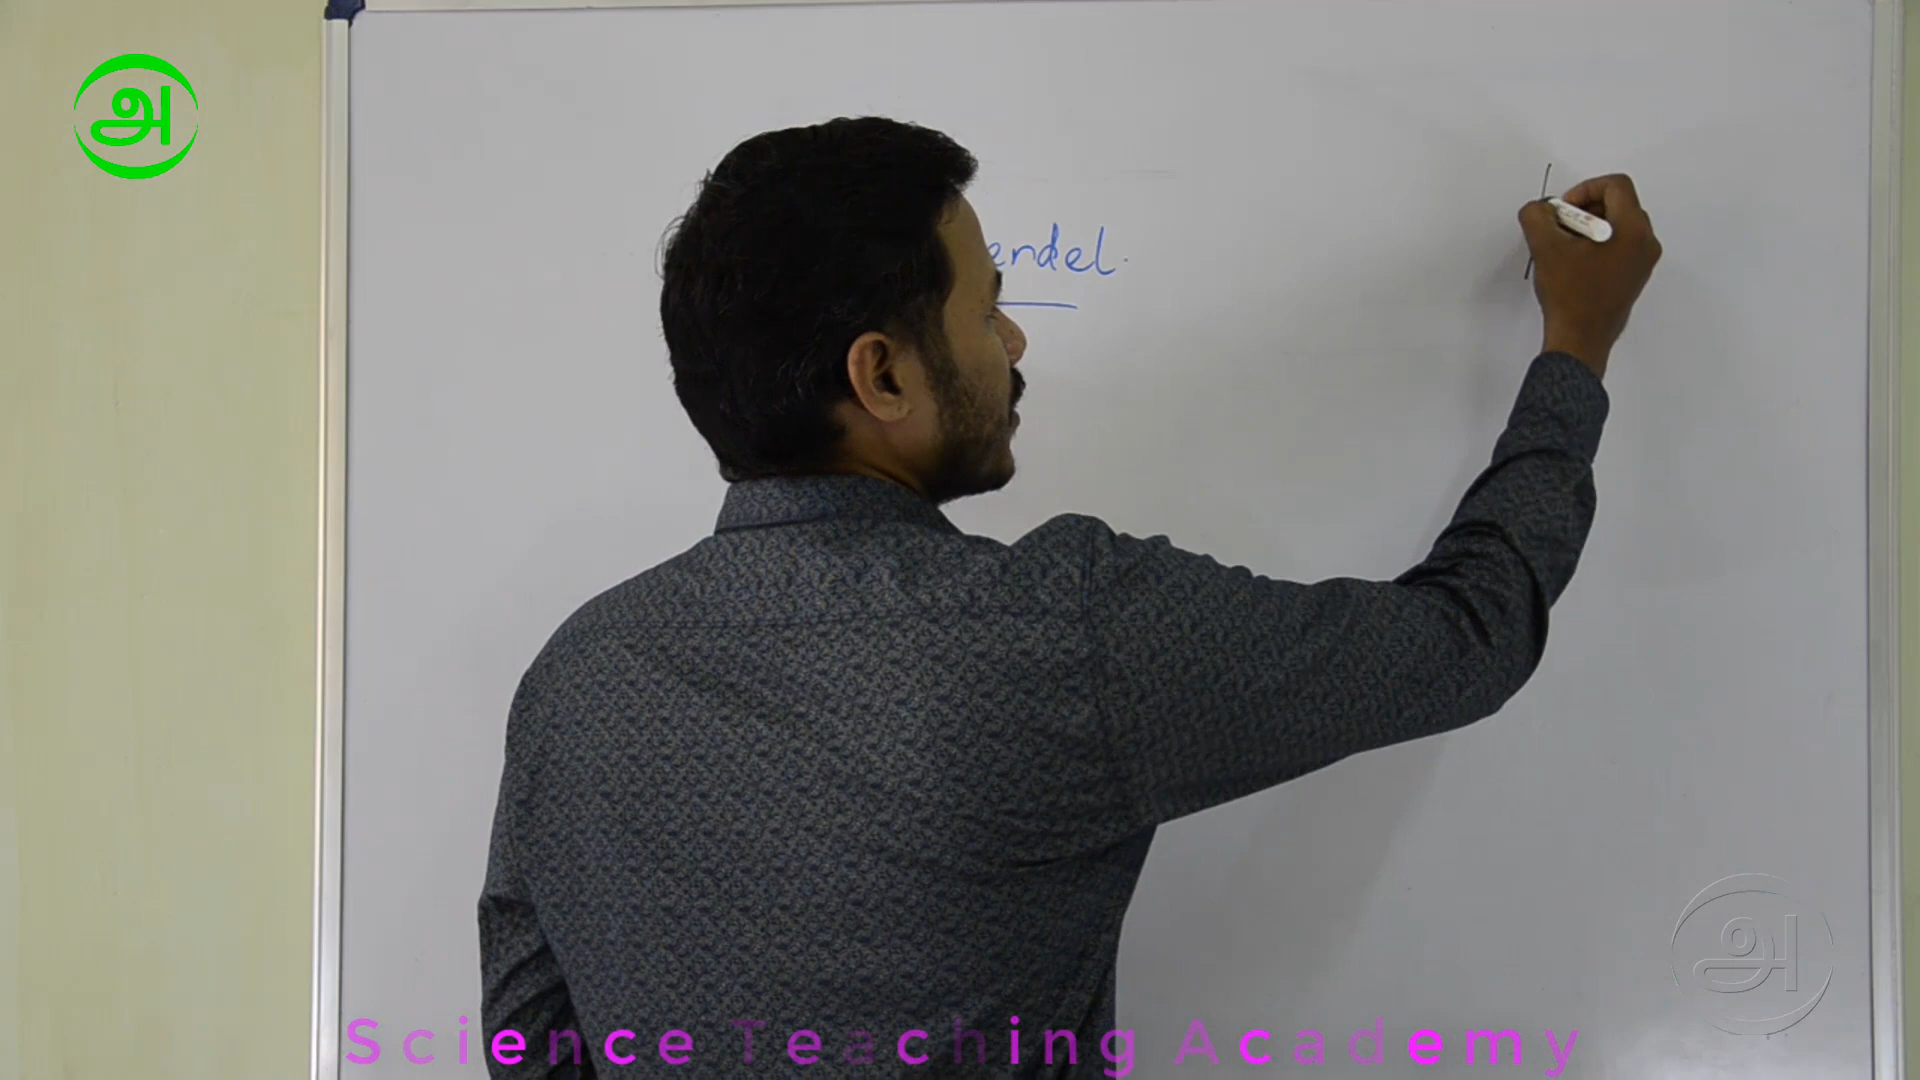 அ
endel.
அ
Science Teaching Academy